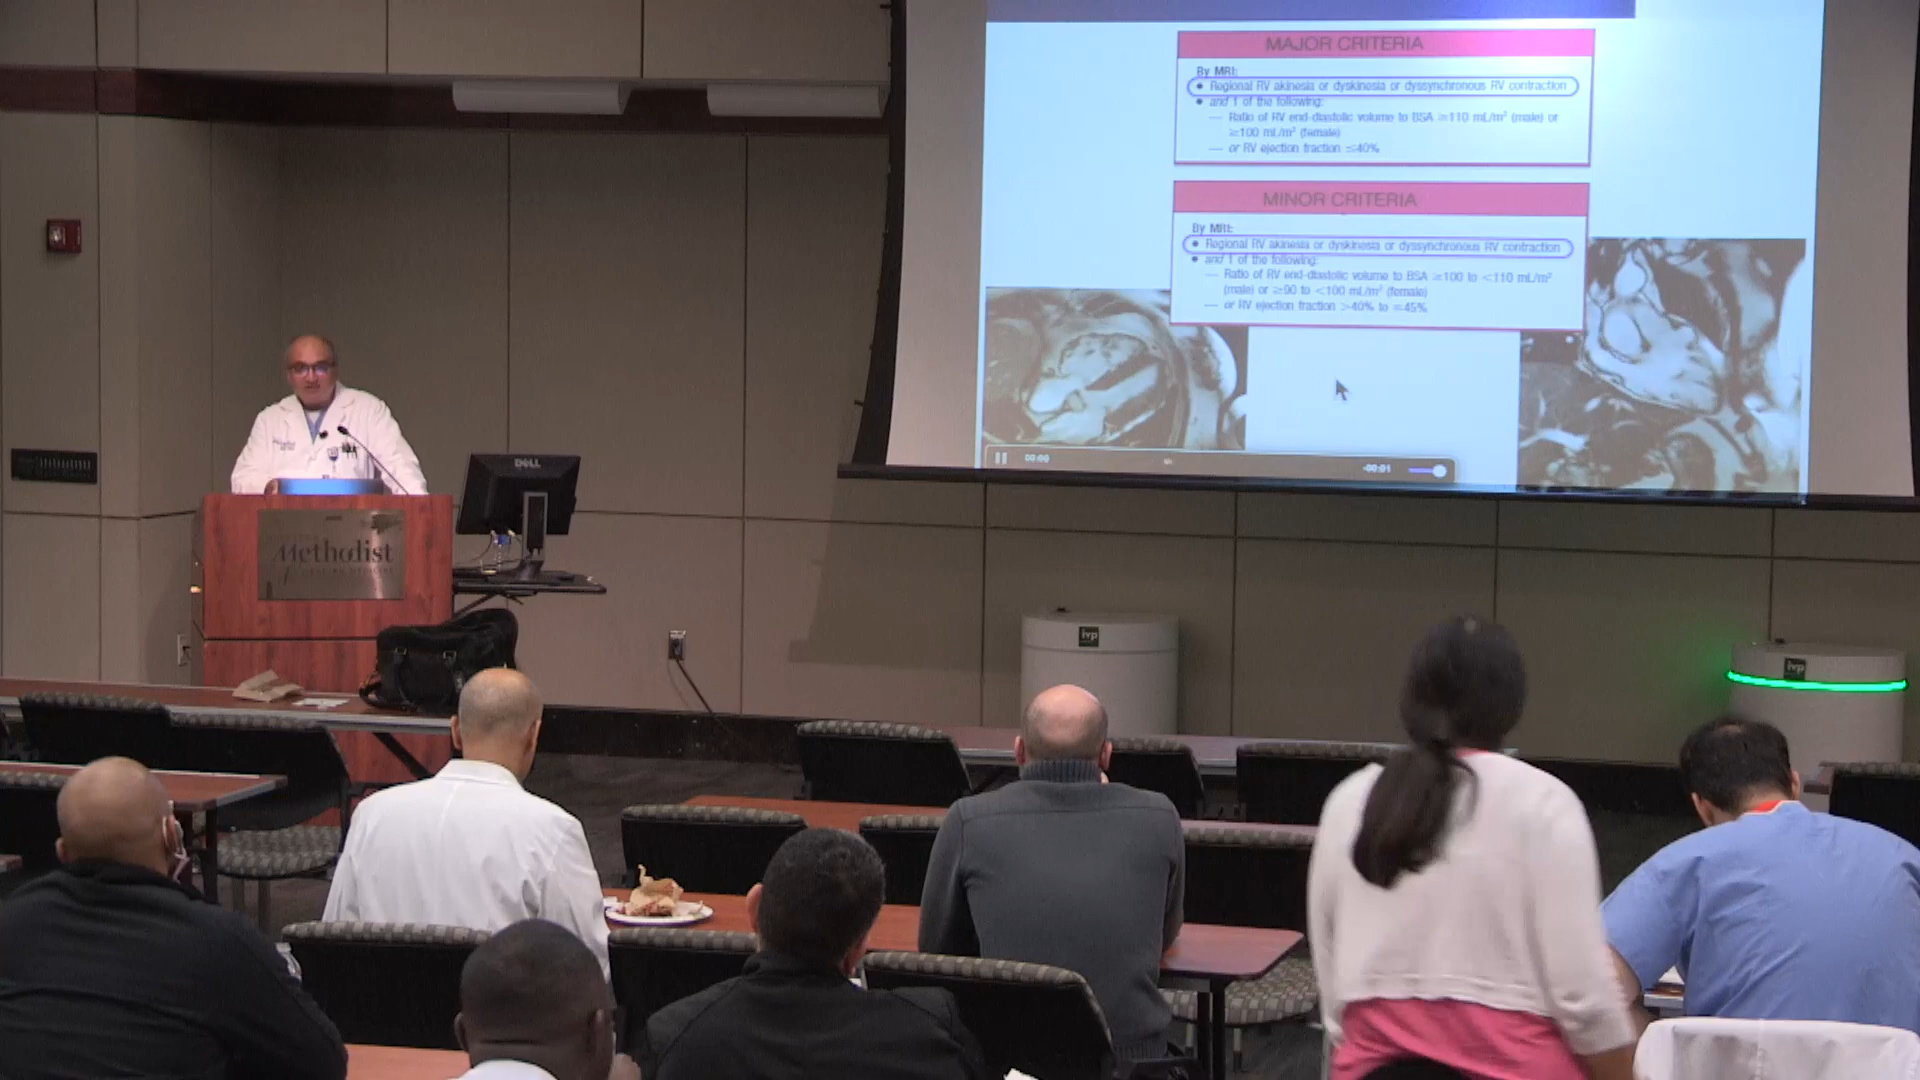 MAJOR CRITERIA
By MRI:
• Regional RV akinesia or dyskinesia or dyssynchronous RV contraction
• and 1 of the following:
— Ratio of RV end-diastolic volume to BSA ≥110 mL/m² (male) or
≥100 mL/m² (female)
— or RV ejection fraction ≤40%
MINOR CRITERIA
By MRI:
• Regional RV akinesia or dyskinesia or dyssynchronous RV contraction
• and 1 of the following:
— Ratio of RV end-diastolic volume to BSA ≥100 to <110 mL/m²
(male) or ≥90 to <100 mL/m² (female)
— or RV ejection fraction >40% to ≤45%
00:00
-00:01
DELL
Methodist
ivp
ivp